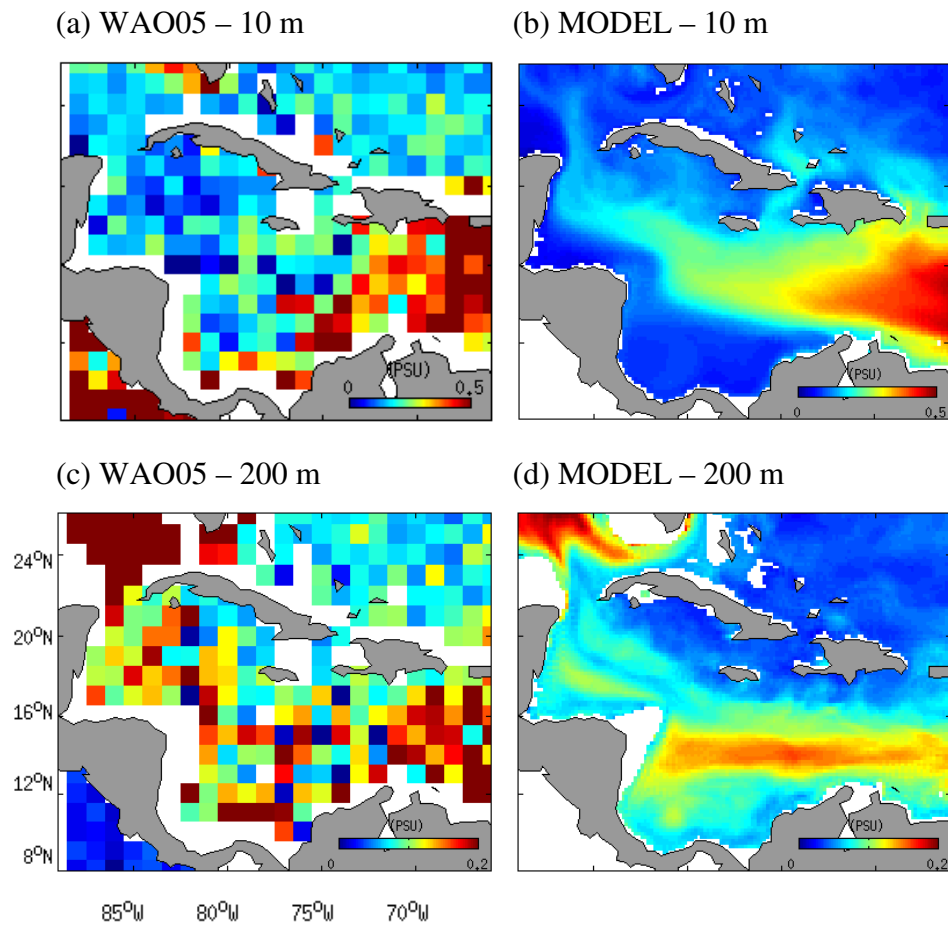 (a) WAO05 – 10 m
(b) MODEL – 10 m
(PSU)
0 0.5
(PSU)
0 0.5
(c) WAO05 – 200 m
(d) MODEL – 200 m
24°N
20°N
16°N
12°N
8°N
(PSU)
0 0.2
(PSU)
0 0.2
85°W 80°W 75°W 70°W